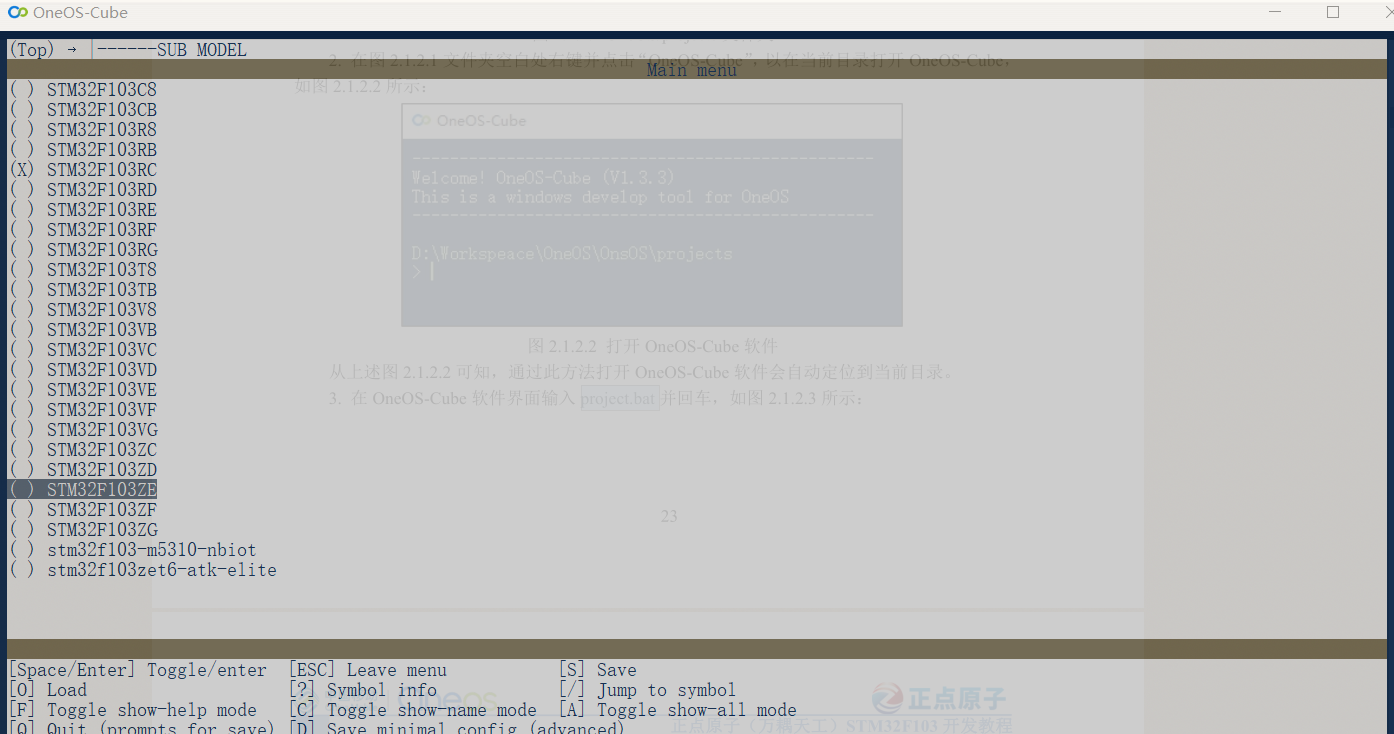 OneOS-Cube
(Top) → |------SUB MODEL
2. 在图 2.1.2.1 文件夹空白处右键并点击“OneOS-Cube”，以在当前目录打开 OneOS-Cube，
Main menu
如图 2.1.2.2 所示：
( ) STM32F103C8
( ) STM32F103CB
( ) STM32F103R8
( ) STM32F103RB
(X) STM32F103RC
( ) STM32F103RD
( ) STM32F103RE
( ) STM32F103RF
( ) STM32F103RG
( ) STM32F103T8
( ) STM32F103TB
( ) STM32F103V8
( ) STM32F103VB
( ) STM32F103VC
( ) STM32F103VD
( ) STM32F103VE
( ) STM32F103VF
( ) STM32F103VG
( ) STM32F103ZC
( ) STM32F103ZD
( ) STM32F103ZE
( ) STM32F103ZF
( ) STM32F103ZG
( ) stm32f103-m5310-nbiot
( ) stm32f103zet6-atk-elite
OneOS-Cube
Welcome! OneOS-Cube (V1.3.3)
This is a windows develop tool for OneOS
D:\Workspeace\OneOS\OnsOS\projects
>
图 2.1.2.2 打开 OneOS-Cube 软件
从上述图 2.1.2.2 可知，通过此方法打开 OneOS-Cube 软件会自动定位到当前目录。
3. 在 OneOS-Cube 软件界面输入 project.bat 并回车，如图 2.1.2.3 所示：
23
[Space/Enter] Toggle/enter [ESC] Leave menu [S] Save
[O] Load [?] Symbol info [/] Jump to symbol
[F] Toggle show-help mode [C] Toggle show-name mode [A] Toggle show-all mode
[Q] Quit (prompts for save) [D] Save minimal config (advanced)
正点原子
正点原子（万耦天工）STM32F103 开发教程